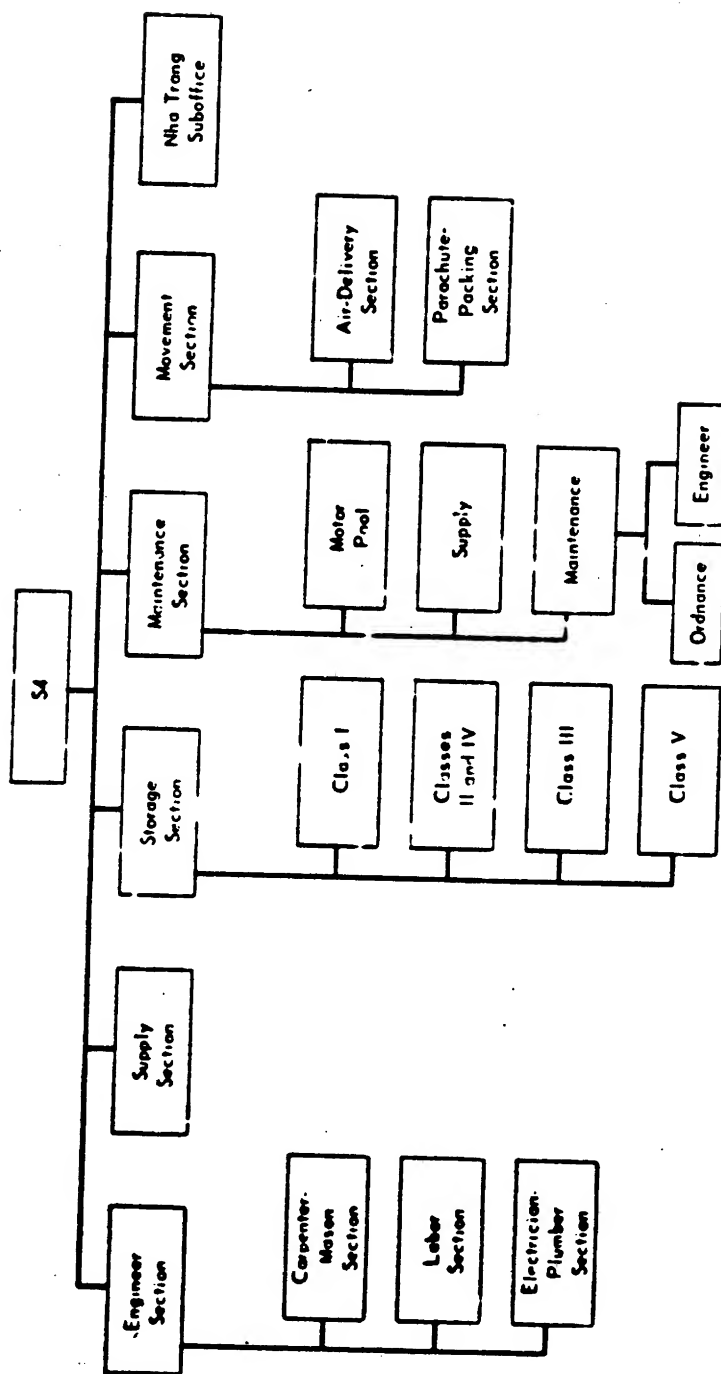 S4
Engineer
Section
Supply
Section
Storage
Section
Maintenance
Section
Movement
Section
Nha Trang
Suboffice
Carpenter-
Mason
Section
Labor
Section
Electrician-
Plumber
Section
Class I
Classes
II and IV
Class III
Class V
Motor
Pool
Supply
Maintenance
Ordnance
Engineer
Air-Delivery
Section
Parachute-
Packing
Section